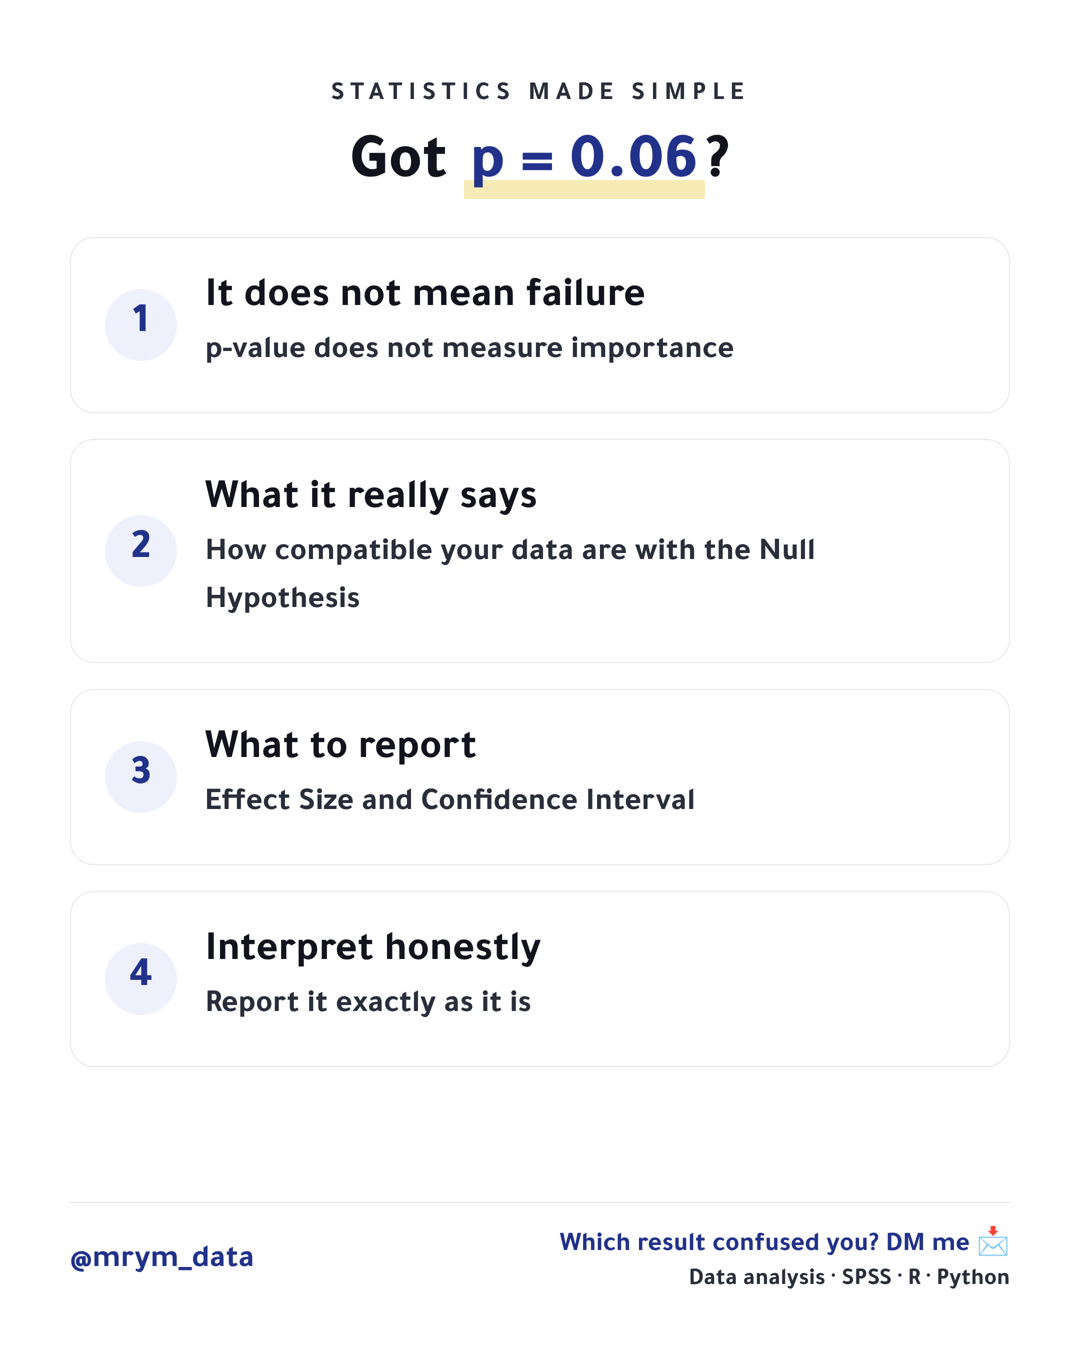 STATISTICS MADE SIMPLE
Got p = 0.06?
1
It does not mean failure
p-value does not measure importance
2
What it really says
How compatible your data are with the Null
Hypothesis
3
What to report
Effect Size and Confidence Interval
4
Interpret honestly
Report it exactly as it is
@mrym_data
Which result confused you? DM me 📩
Data analysis · SPSS · R · Python